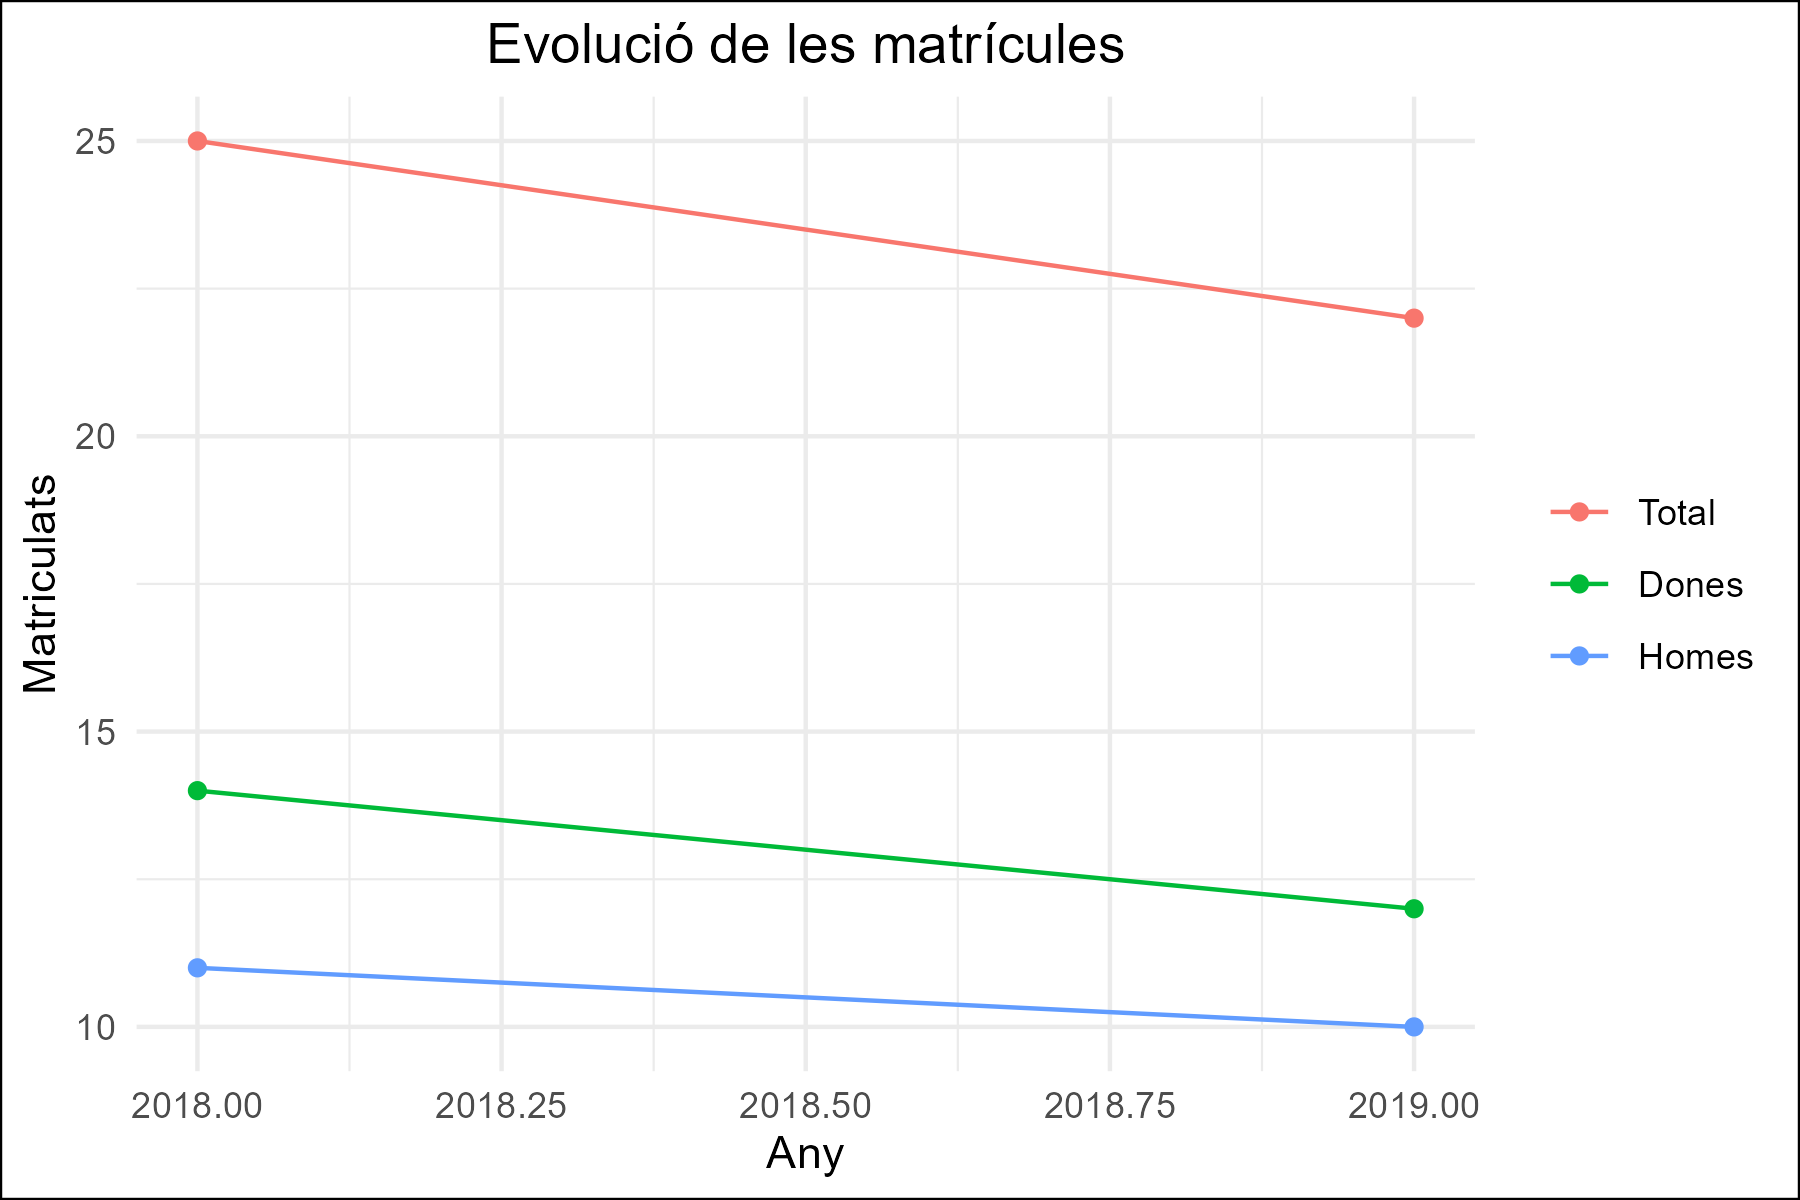 Evolució de les matrícules
25
20
15
10
Matriculats
2018.00
2018.25
2018.50
2018.75
2019.00
Any
Total
Dones
Homes